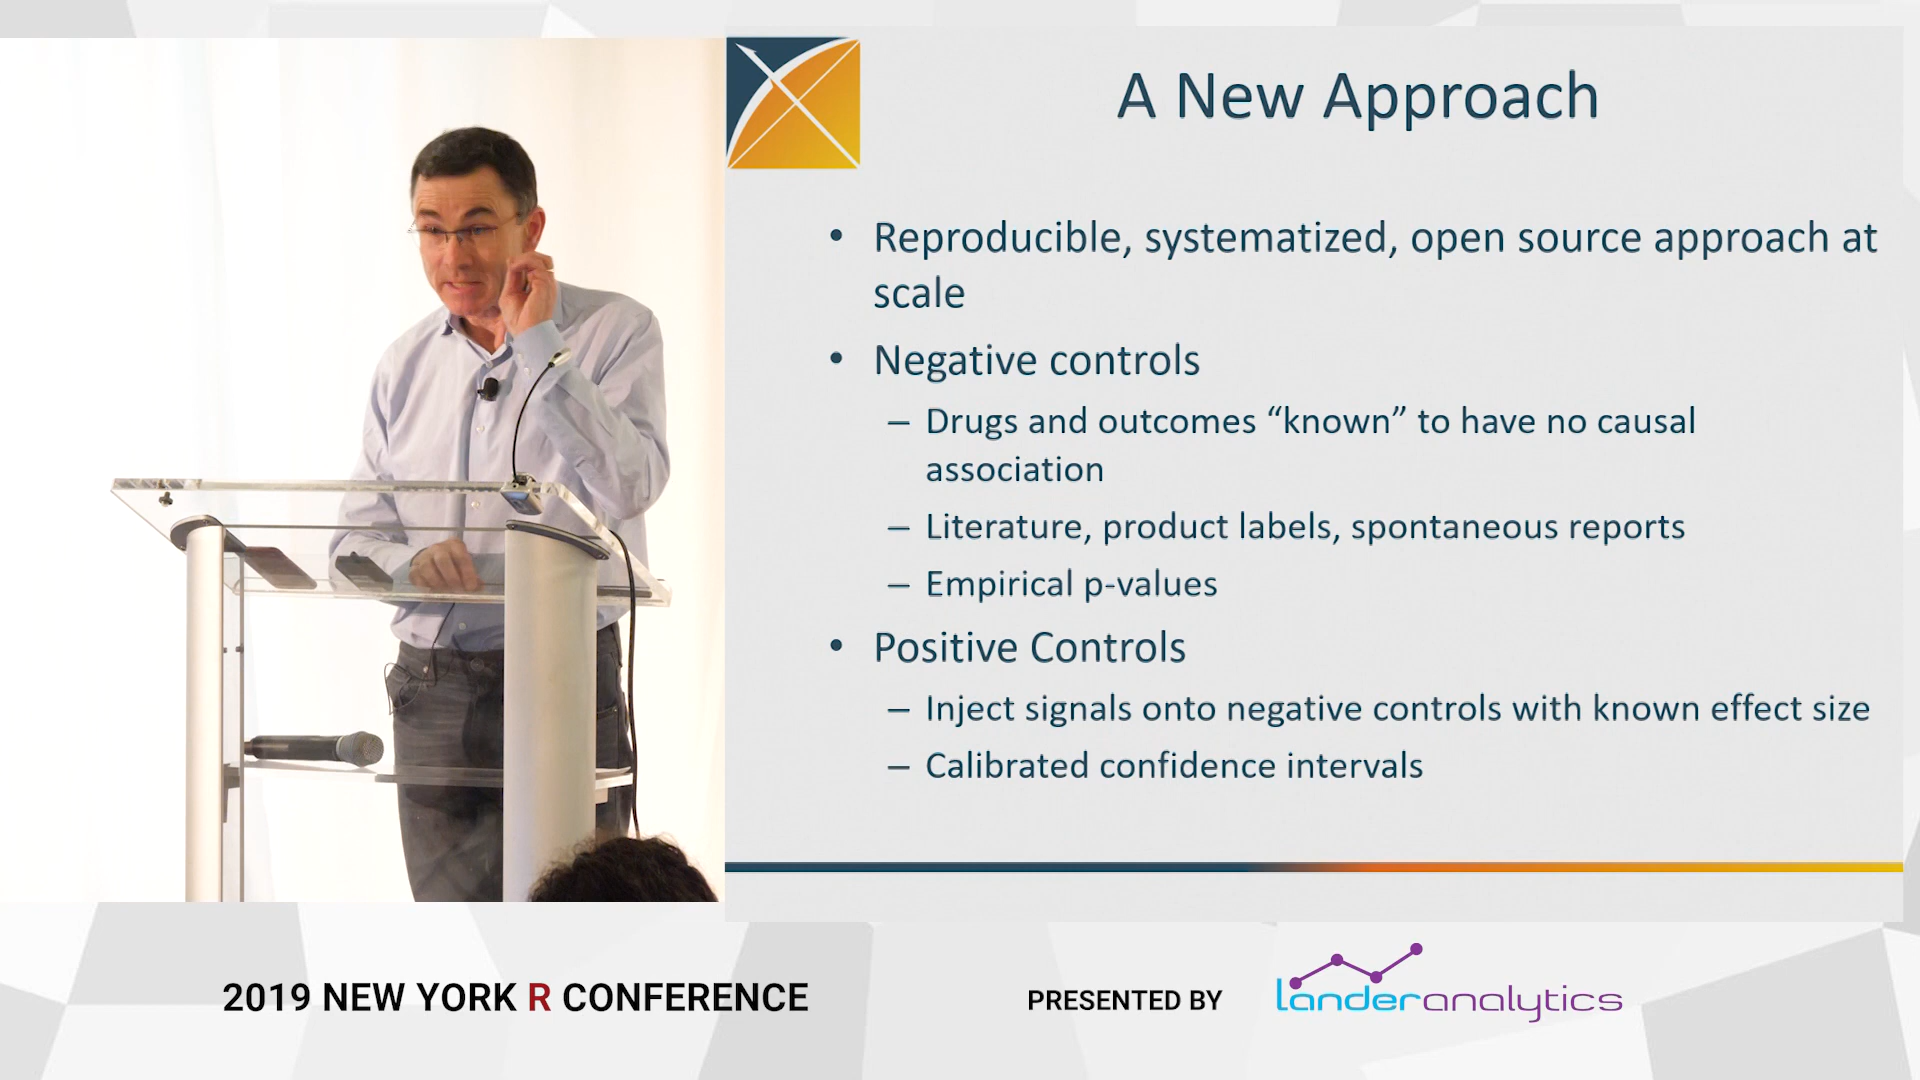 A New Approach
• Reproducible, systematized, open source approach at
scale
• Negative controls
– Drugs and outcomes “known” to have no causal
association
– Literature, product labels, spontaneous reports
– Empirical p-values
• Positive Controls
– Inject signals onto negative controls with known effect size
– Calibrated confidence intervals
2019 NEW YORK R CONFERENCE
PRESENTED BY
landeranalytics